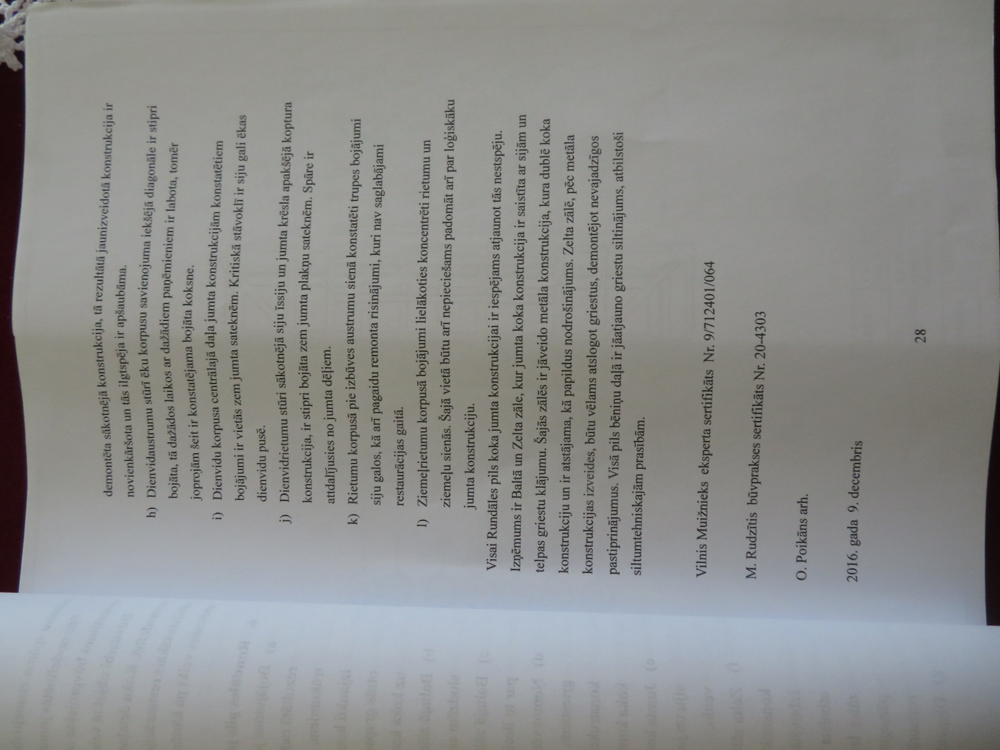 demontēta sākotnējā konstrukcija, tā rezultātā jaunizveidotā konstrukcija ir
novienkāršota un tās ilgtspēja ir apšaubāma.
h) Dienvidaustrumu stūrī ēku korpusu savienojuma iekšējā diagonāle ir stipri
bojāta, tā dažādos laikos ar dažādiem paņēmieniem ir labota, tomēr
joprojām šeit ir konstatējama bojāta koksne.
i) Dienvidu korpusa centrālajā daļa jumta konstrukcijām konstatētiem
bojājumi ir vietās zem jumta sateknēm. Kritiskā stāvoklī ir siju gali ēkas
dienvidu pusē.
j) Dienvidrietumu stūri sākotnējā siju īssiju un jumta krēsla apakšējā koptura
konstrukcija, ir stipri bojāta zem jumta plakņu sateknēm. Spāre ir
attdalījusies no jumta dēļiem.
k) Rietumu korpusā pie izbūves austrumu sienā konstatēti trupes bojājumi
siju galos, kā arī pagaidu remonta risinājumi, kuri nav saglabājami
restaurācijas gaitā.
l) Ziemeļrietumu korpusā bojājumi lielākoties koncentrēti rietumu un
ziemeļu sienās. Šajā vietā būtu arī nepieciešams padomāt arī par loģiskāku
jumta konstrukciju.
Visai Rundāles pils koka jumta konstrukcijai ir iespējams atjaunot tās nestspēju.
Izņēmums ir Baltā un Zelta zāle, kur jumta koka konstrukcija ir saistīta ar sijām un
telpas griestu klājumu. Šajās zālēs ir jāveido metāla konstrukcija, kura dublē koka
konstrukciju un ir atstājama, kā papildus nodrošinājums. Zelta zālē, pēc metāla
konstrukcijas izveides, būtu vēlams atslogot griestus, demontējot nevajadzīgos
pastiprinājumus. Visā pils bēniņu daļā ir jāatjauno griestu siltinājums, atbilstoši
siltumtehniskajām prasībām.
Vilnis Muižnieks eksperta sertifikāts Nr. 9/7112401/064
M. Rudzītis būvprakses sertifikāts Nr. 20-4303
O. Poikāns arh.
2016. gada 9. decembris
28